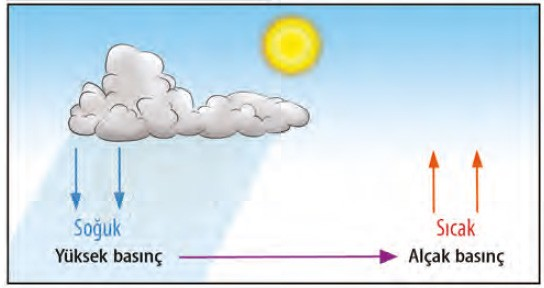 Soğuk
Sıcak
Yüksek basınç
Alçak basınç